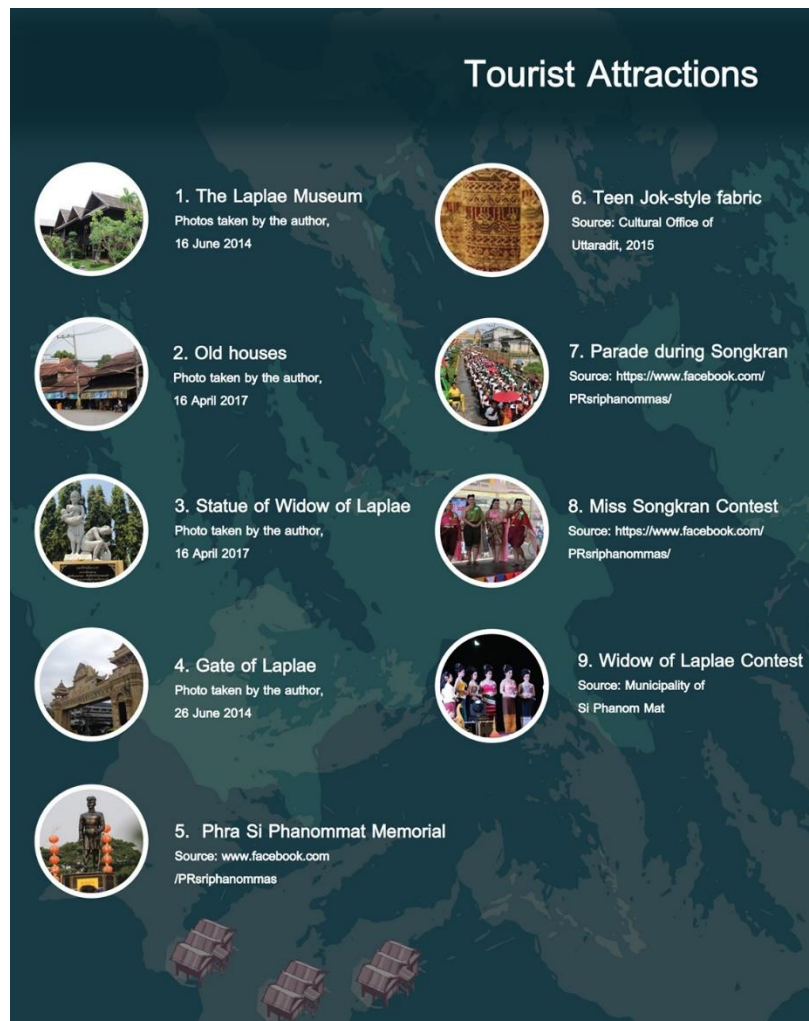 Tourist Attractions
1. The Laplae Museum
Photos taken by the author,
16 June 2014
2. Old houses
Photo taken by the author,
16 April 2017
3. Statue of Widow of Laplae
Photo taken by the author,
16 April 2017
4. Gate of Laplae
Photo taken by the author,
26 June 2014
5. Phra Si Phanommat Memorial
Source: www.facebook.com
/PRsriphanommas
6. Teen Jok-style fabric
Source: Cultural Office of
Uttaradit, 2015
7. Parade during Songkran
Source: https://www.facebook.com/
PRsriphanommas/
8. Miss Songkran Contest
Source: https://www.facebook.com/
PRsriphanommas/
9. Widow of Laplae Contest
Source: Municipality of
Si Phanom Mat